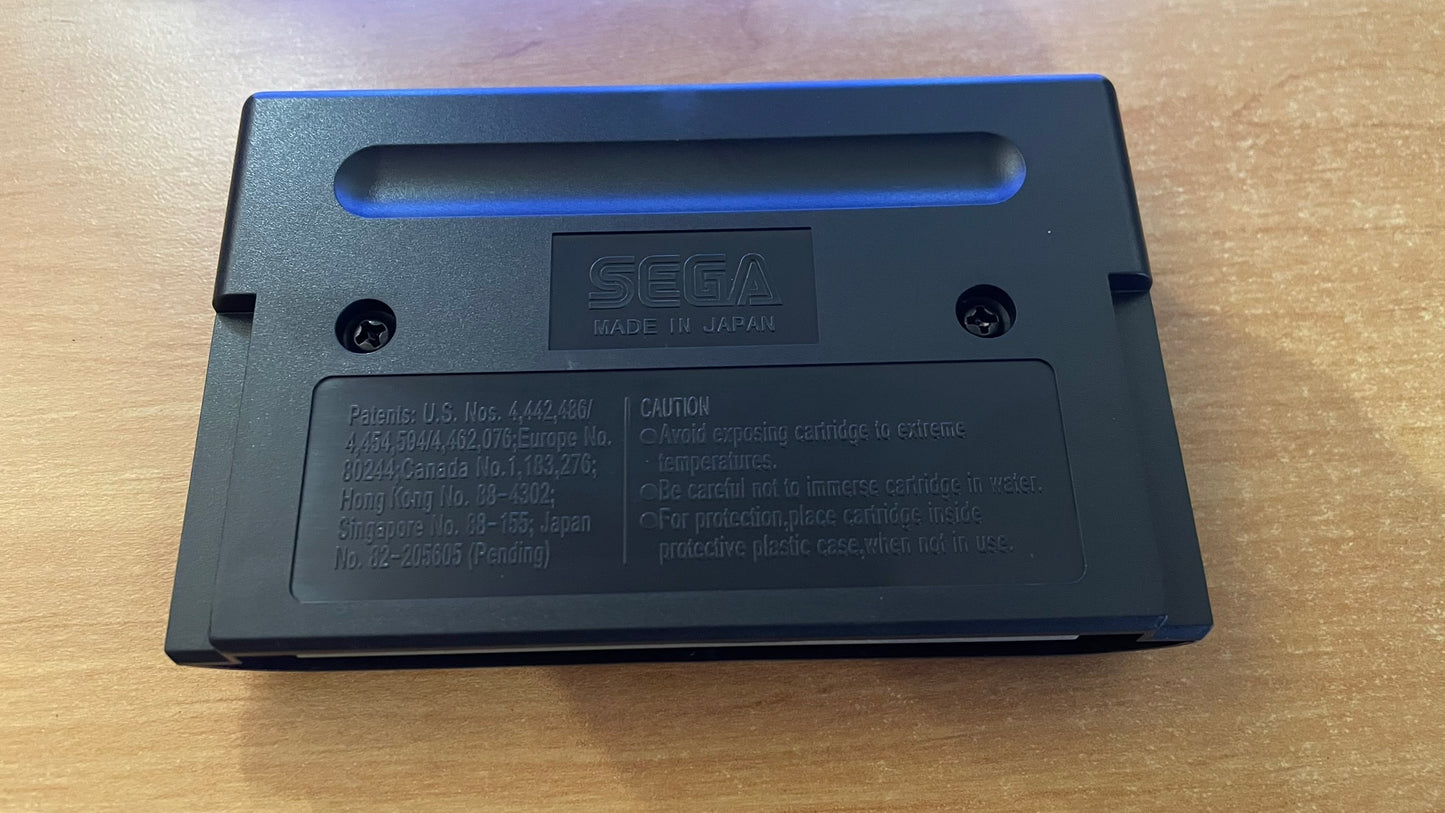 SEGA
MADE IN JAPAN
Patents: U.S. Nos. 4,442,486/
4,454,594/4,462,076;Europe No.
80244;Canada No.1,183,276;
Hong Kong No. 88-4302;
Singapore No. 88-155; Japan
No. 82-205605 (Pending)
CAUTION
○Avoid exposing cartridge to extreme
temperatures.
○Be careful not to immerse cartridge in water.
○For protection,place cartridge inside
protective plastic case,when not in use.